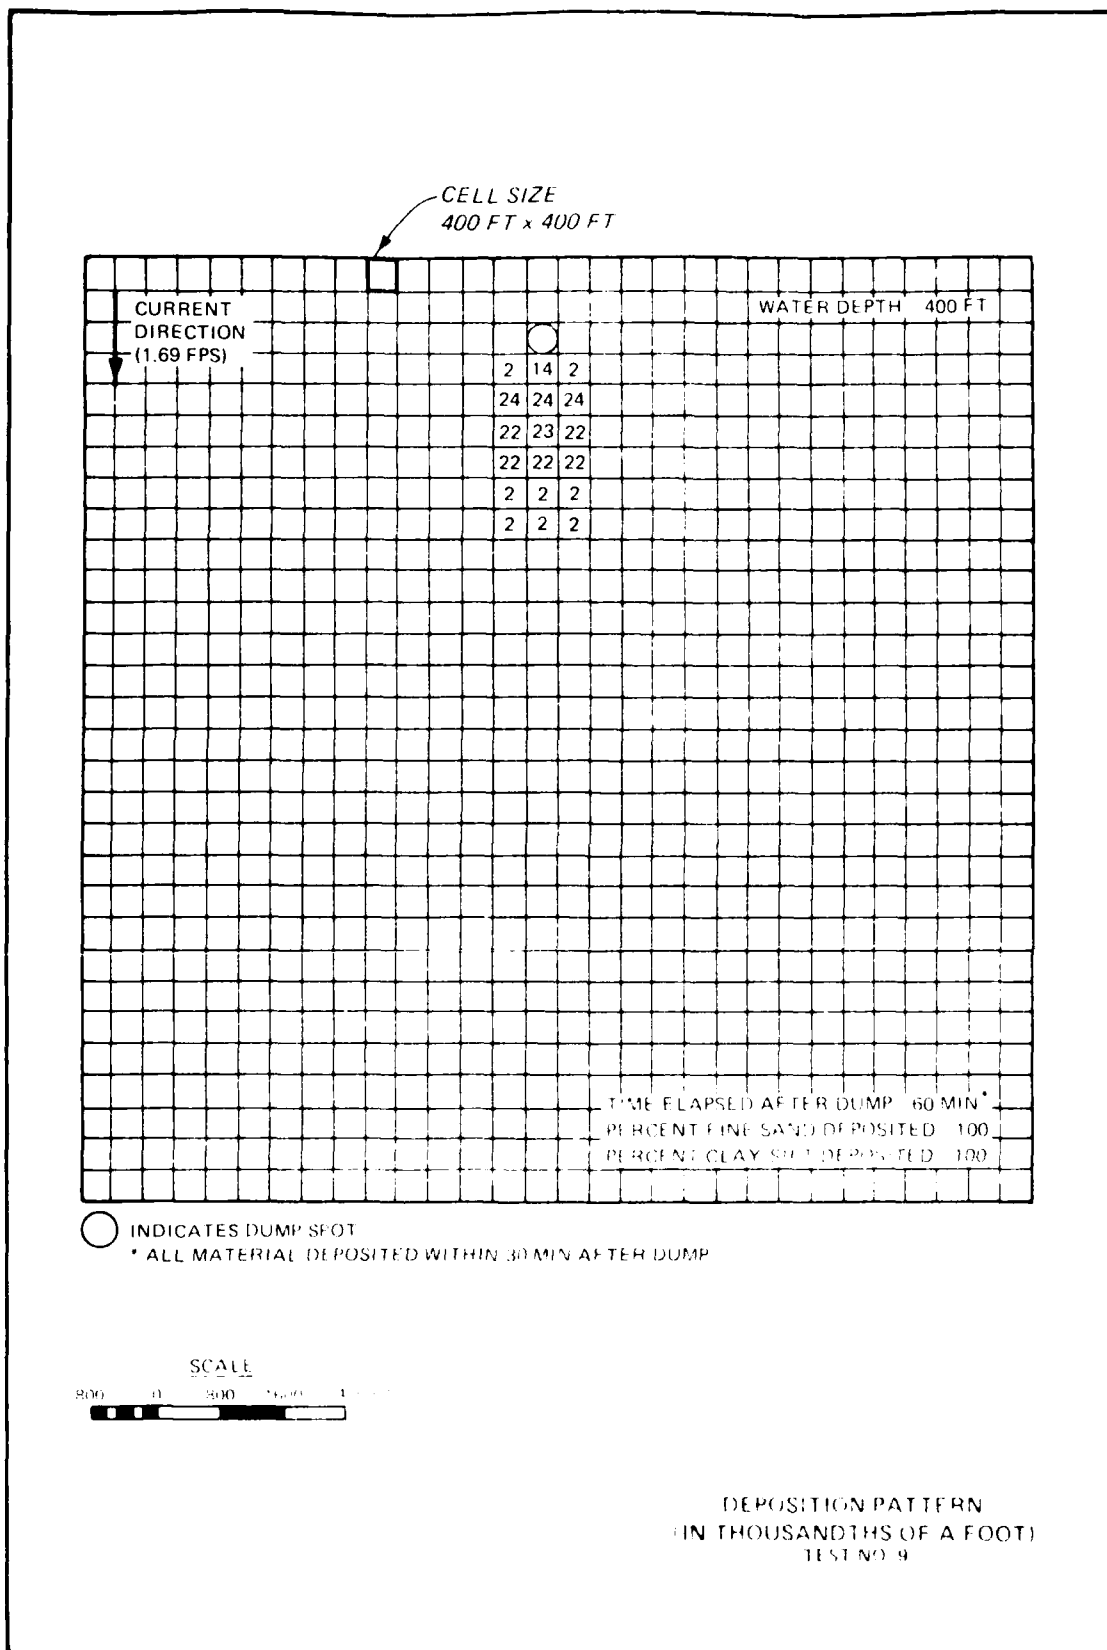 CELL SIZE
400 FT x 400 FT
CURRENT
DIRECTION
(1.69 FPS)
WATER DEPTH 400 FT
2 14 2
24 24 24
22 23 22
22 22 22
2 2 2
2 2 2
TIME ELAPSED AFTER DUMP 60 MIN*
PERCENT FINE SAND DEPOSITED 100
PERCENT CLAY SILT DEPOSITED 100
INDICATES DUMP SPOT
* ALL MATERIAL DEPOSITED WITHIN 30 MIN AFTER DUMP
SCALE
800 0 800 1600
DEPOSITION PATTERN
(IN THOUSANDTHS OF A FOOT)
TEST NO. 9